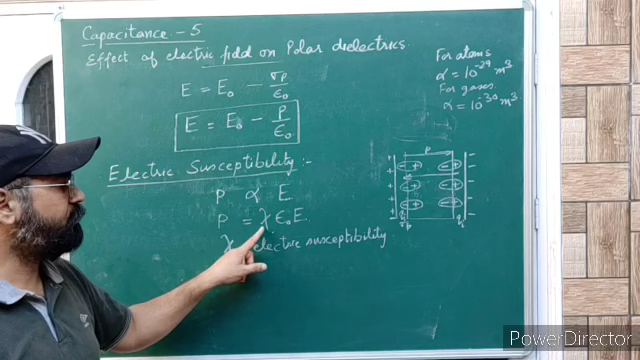 Capacitance - 5
Effect of electric field on Polar dielectrics.
E = E₀ - σp/ε₀
E = E₀ - P/ε₀
Electric Susceptibility :-
P α E
P = χ ε₀ E.
χ electric susceptibility
For atoms
α = 10⁻²⁹ m³
For gases
α = 10⁻³⁰ m³
P
PowerDirector